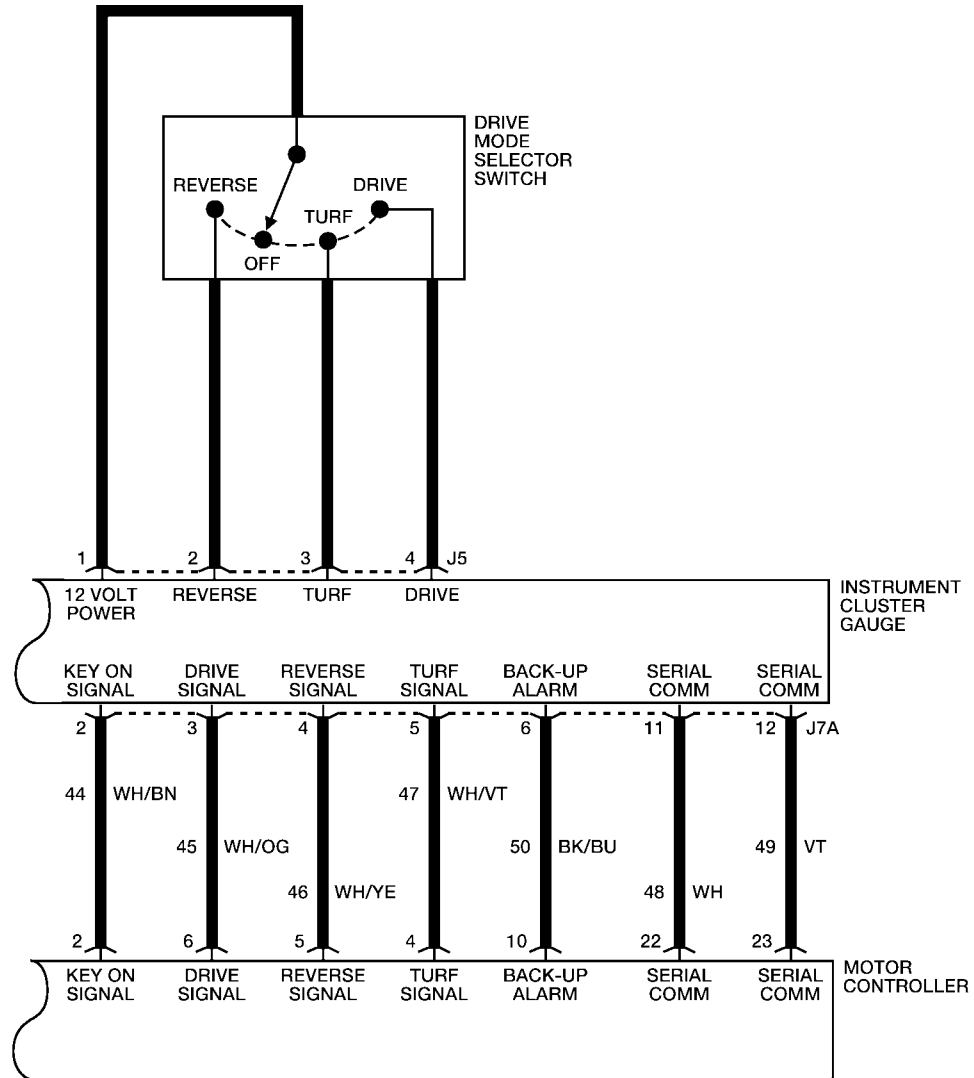 DRIVE
MODE
SELECTOR
SWITCH
REVERSE
DRIVE
TURF
OFF
1
2
3
4
J5
12 VOLT
POWER
REVERSE
TURF
DRIVE
INSTRUMENT
CLUSTER
GAUGE
KEY ON
SIGNAL
DRIVE
SIGNAL
REVERSE
SIGNAL
TURF
SIGNAL
BACK-UP
ALARM
SERIAL
COMM
SERIAL
COMM
2
3
4
5
6
11
12
J7A
44 WH/BN
47 WH/VT
45 WH/OG
50 BK/BU
49 VT
46 WH/YE
48 WH
2
6
5
4
10
22
23
KEY ON
SIGNAL
DRIVE
SIGNAL
REVERSE
SIGNAL
TURF
SIGNAL
BACK-UP
ALARM
SERIAL
COMM
SERIAL
COMM
MOTOR
CONTROLLER